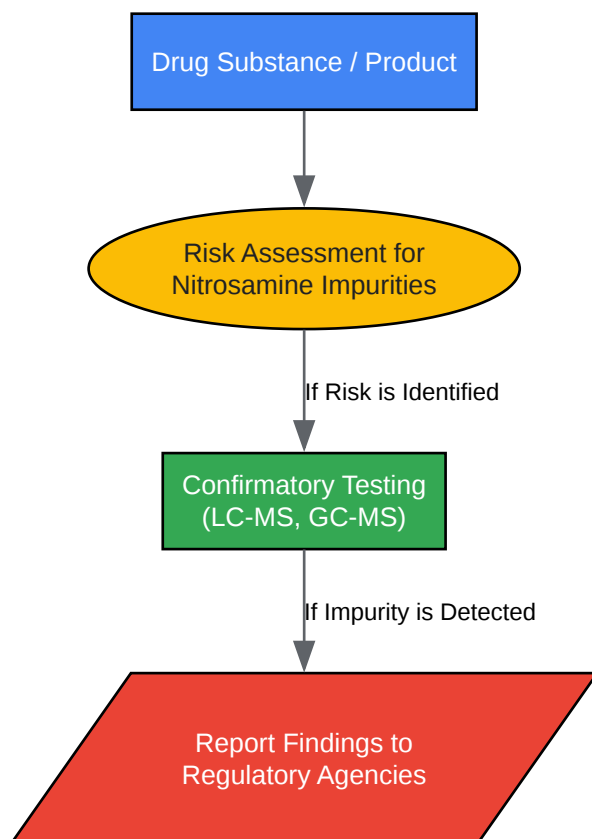 Drug Substance / Product
Risk Assessment for
Nitrosamine Impurities
If Risk is Identified
Confirmatory Testing
(LC-MS, GC-MS)
If Impurity is Detected
Report Findings to
Regulatory Agencies